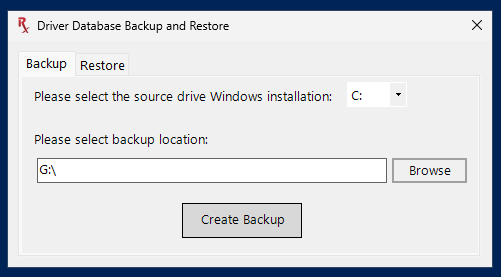 Rx Driver Database Backup and Restore
Backup Restore
Please select the source drive Windows installation: C:
Please select backup location:
G:\ Browse
Create Backup